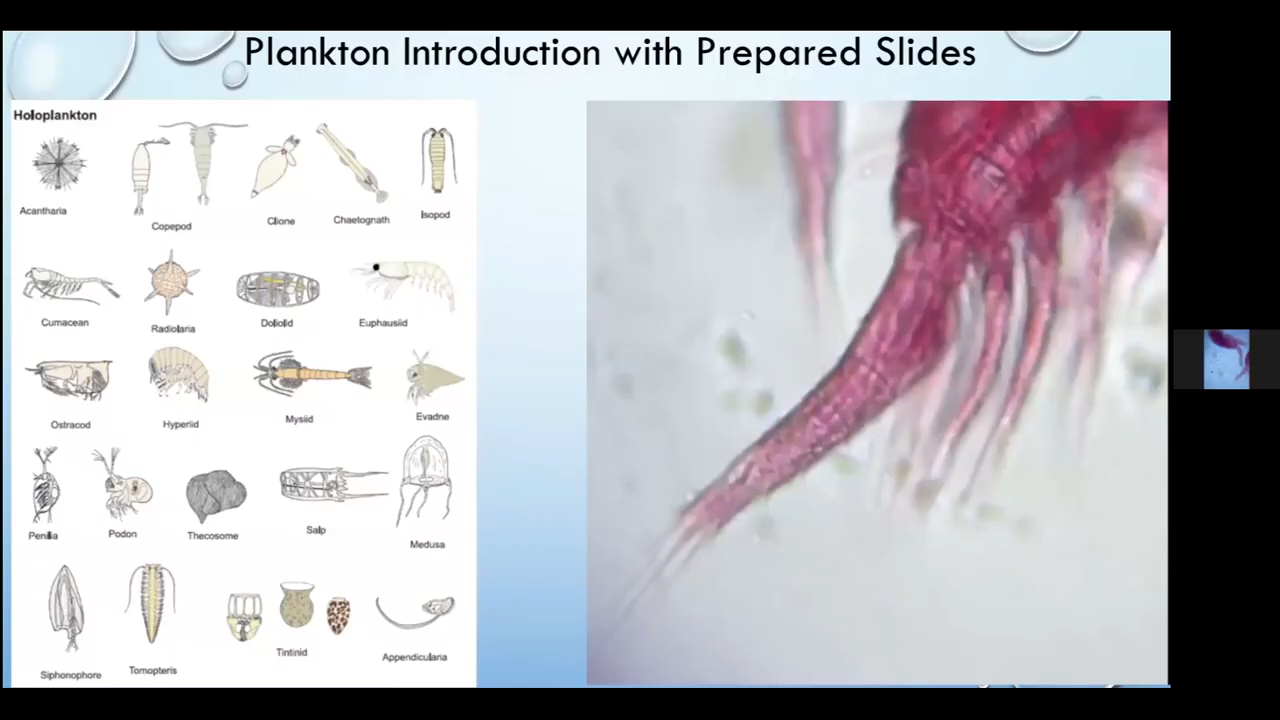 Plankton Introduction with Prepared Slides
Holoplankton
Acantharia
Copepod
Clione
Chaetognath
Isopod
Cumacean
Radiolaria
Doliolid
Euphausiid
Ostracod
Hyperiid
Mysiid
Evadne
Penilia
Podon
Thecosome
Salp
Medusa
Siphonophore
Tomopteris
Tintinid
Appendicularia